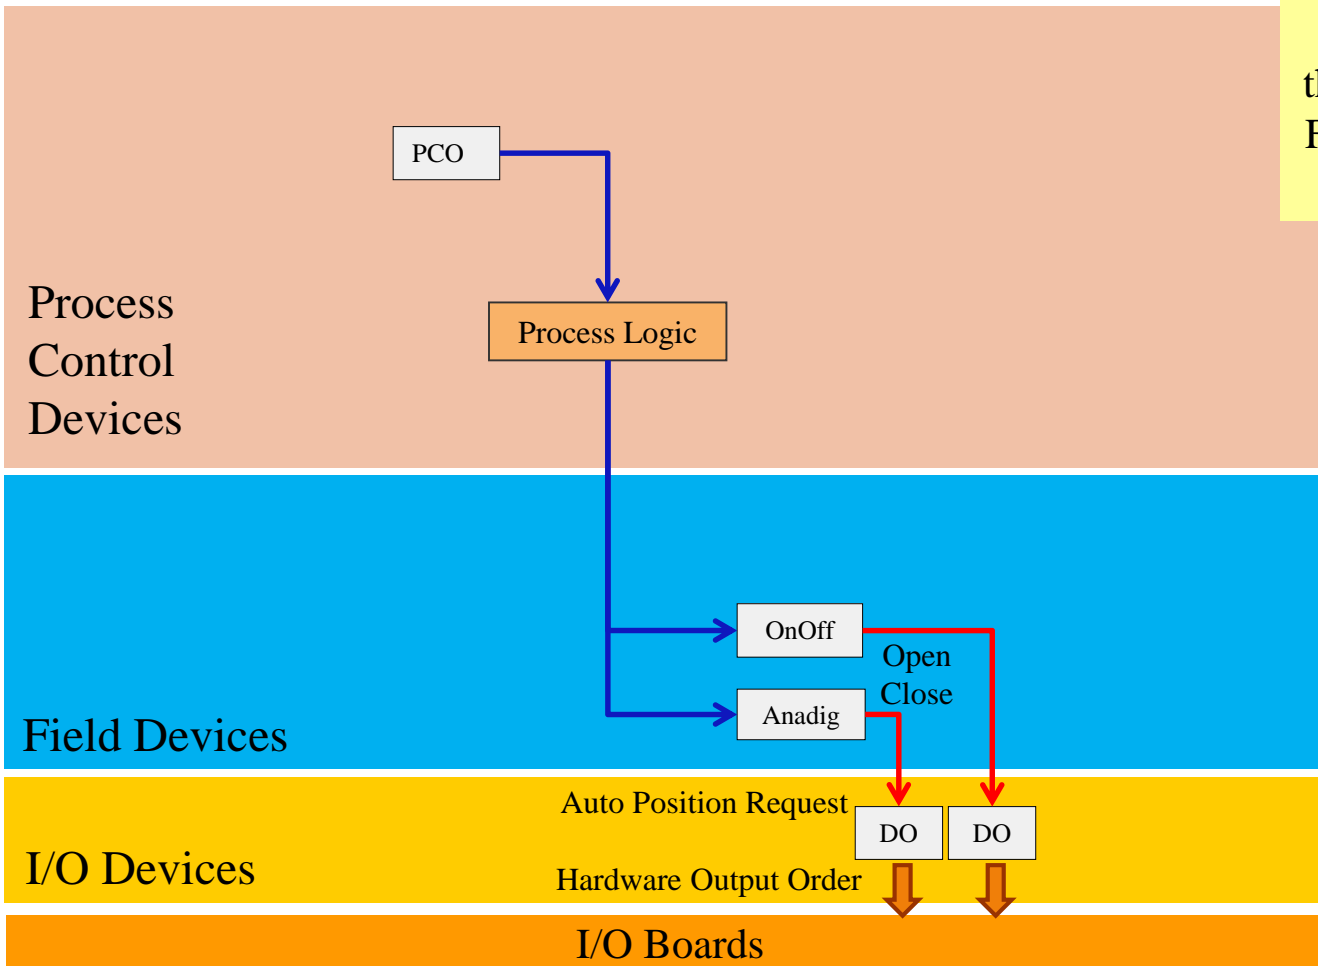 PCO
Process Logic
Process
Control
Devices
OnOff
Open
Close
Anadig
Field Devices
Auto Position Request
DO
DO
I/O Devices
Hardware Output Order
I/O Boards